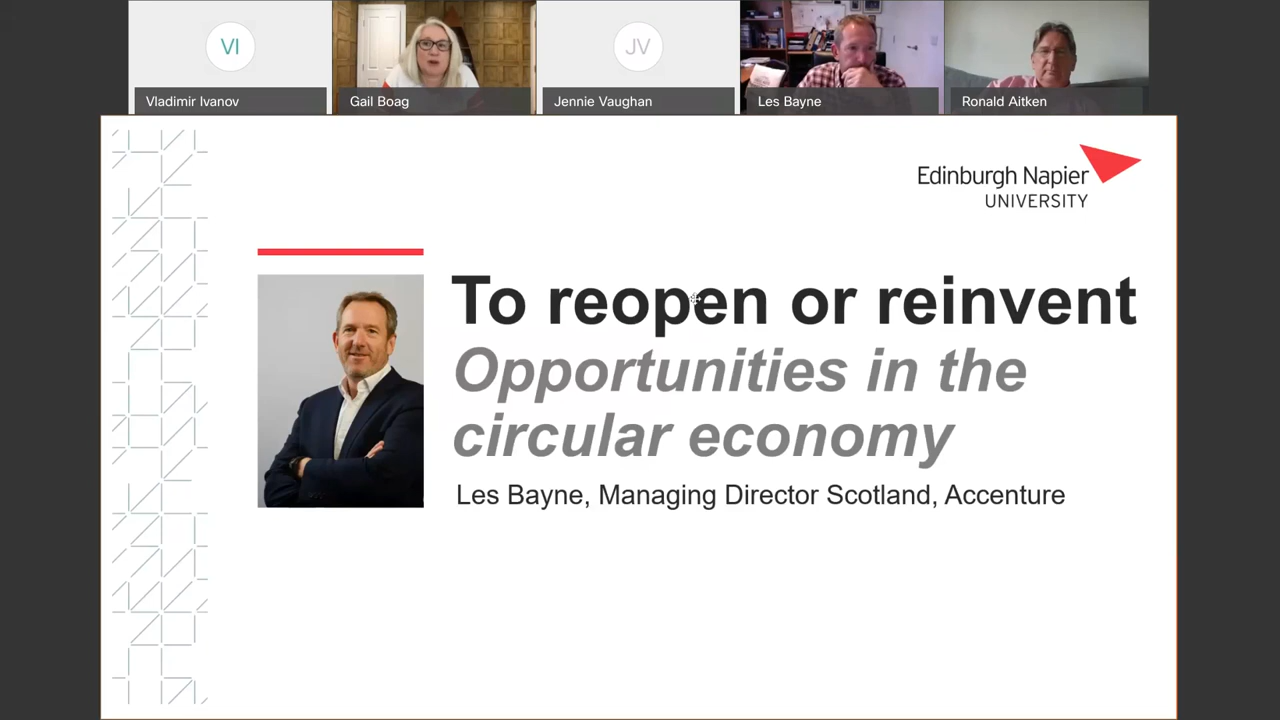 VI
JV
Vladimir Ivanov
Gail Boag
Jennie Vaughan
Les Bayne
Ronald Aitken
Edinburgh Napier
UNIVERSITY
To reopen or reinvent
Opportunities in the
circular economy
Les Bayne, Managing Director Scotland, Accenture